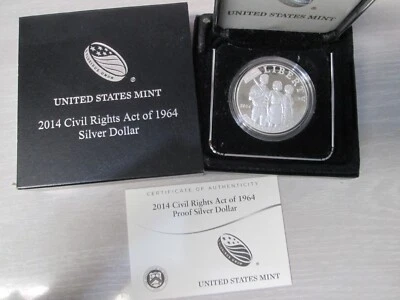 UNITED STATES MINT
2014 Civil Rights Act of 1964
Silver Dollar
UNITED STATES MINT
LIBERTY
2014
CERTIFICATE OF AUTHENTICITY
2014 Civil Rights Act of 1964
Proof Silver Dollar
UNITED STATES MINT